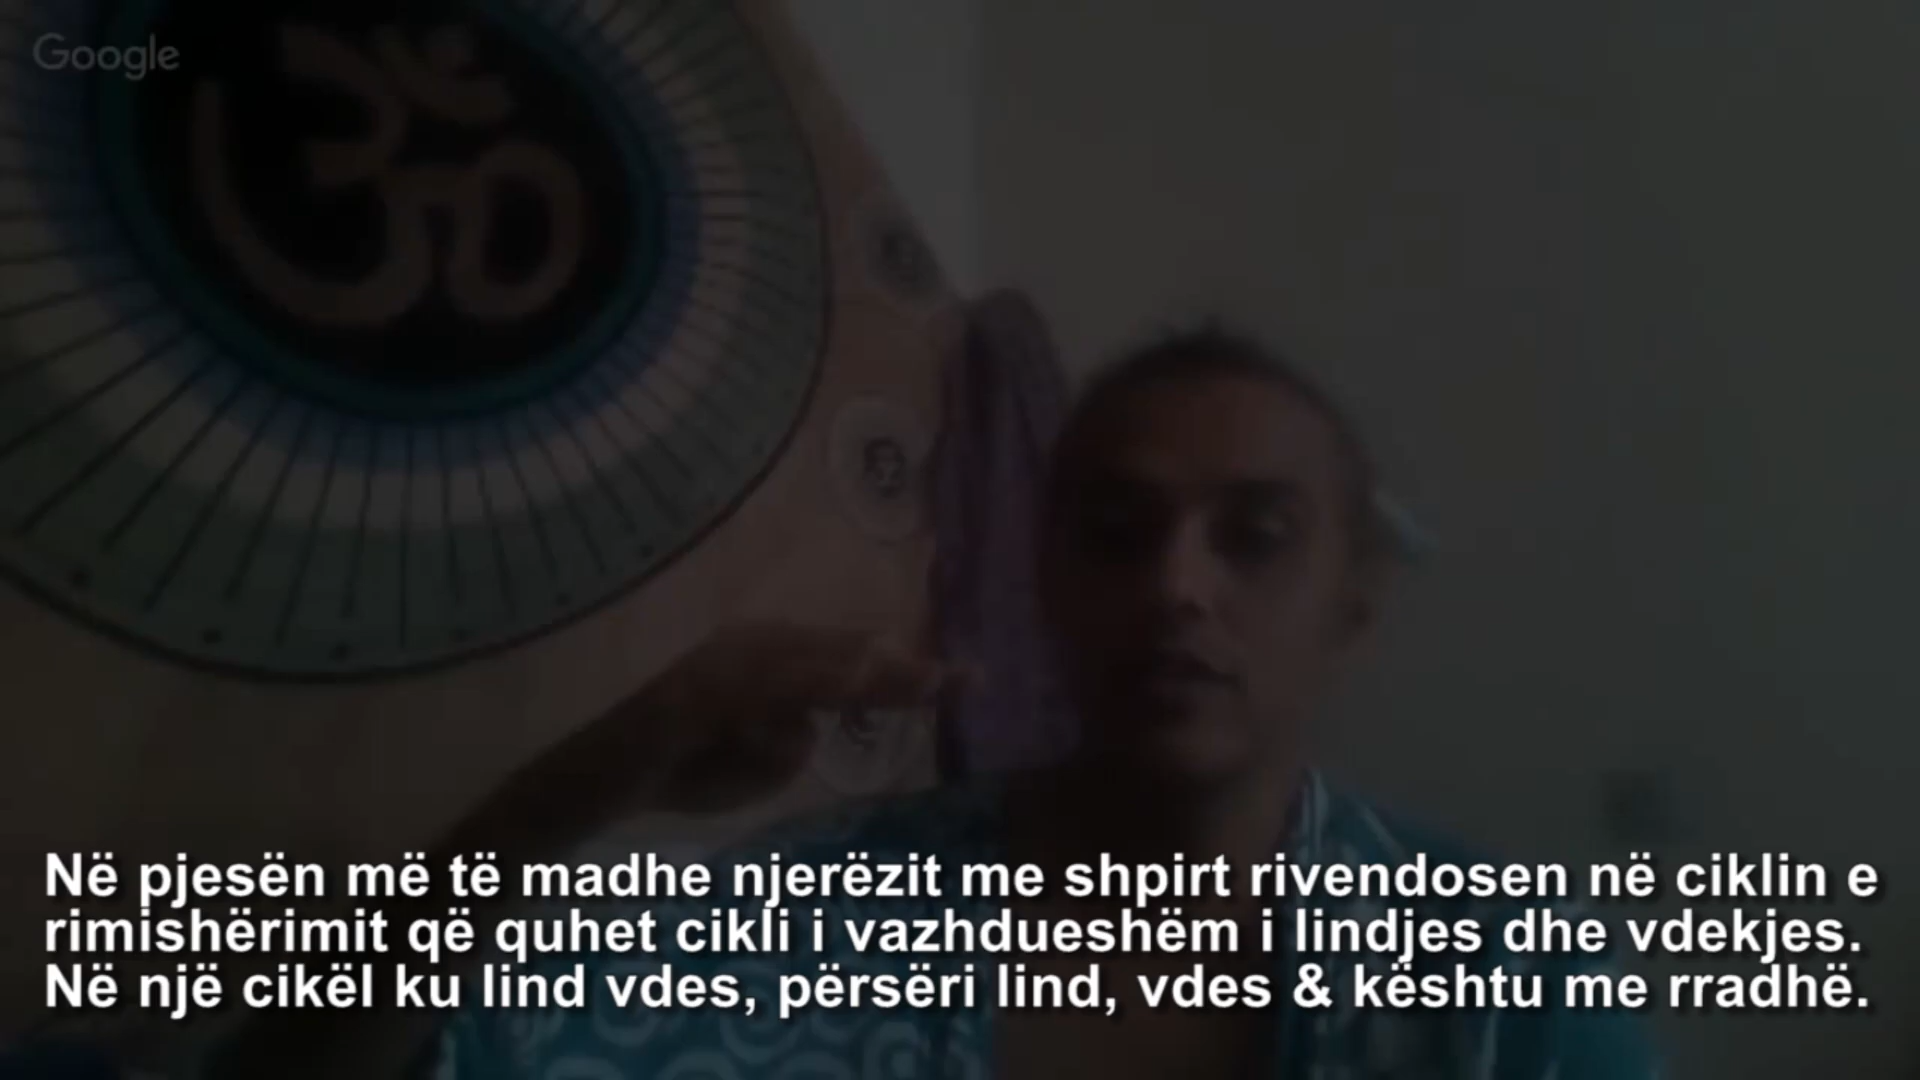 Google
ॐ
Në pjesën më të madhe njerëzit me shpirt rivendosen në ciklin e
rimishërimit që quhet cikli i vazhdueshëm i lindjes dhe vdekjes.
Në një cikël ku lind vdes, përsëri lind, vdes & kështu me rradhë.